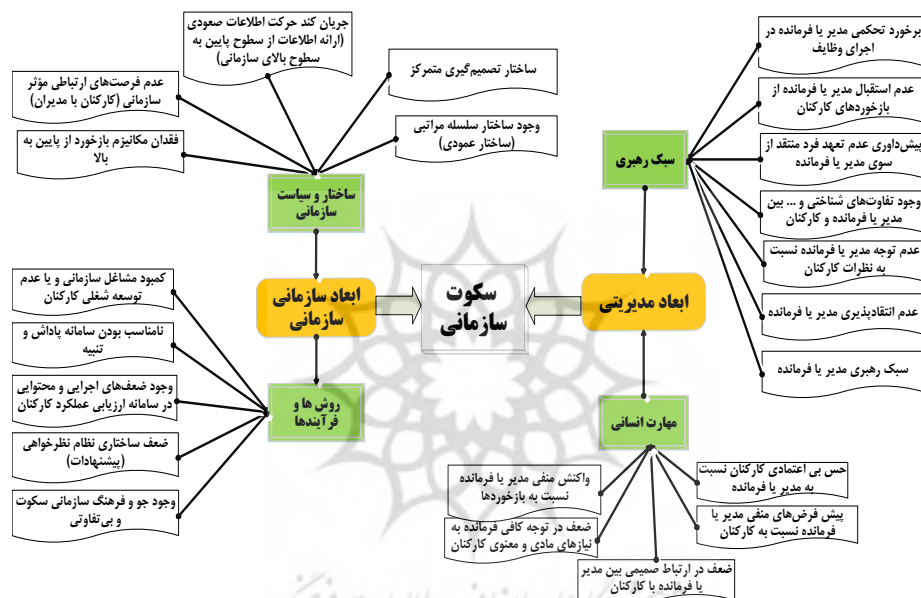 جریان کند حرکت اطلاعات صعودی
(ارائه اطلاعات از سطوح پایین به
سطوح بالای سازمانی)
برخورد تحکمی مدیر یا فرمانده در
اجرای وظایف
ساختار تصمیم‌گیری متمرکز
عدم فرصت‌های ارتباطی مؤثر
سازمانی (کارکنان با مدیران)
عدم استقبال مدیر یا فرمانده از
بازخوردهای کارکنان
وجود ساختار سلسله مراتبی
(ساختار عمودی)
فقدان مکانیزم بازخورد از پایین به
بالا
سبک رهبری
پیش‌داوری عدم تعهد فرد منتقد از
سوی مدیر یا فرمانده
ساختار و سیاست
سازمانی
وجود تفاوت‌های شناختی و ... بین
مدیر یا فرمانده و کارکنان
عدم توجه مدیر یا فرمانده نسبت
به نظرات کارکنان
عدم انتقادپذیری مدیر یا فرمانده
سبک رهبری مدیر یا فرمانده
ابعاد مدیریتی
سکوت
سازمانی
ابعاد سازمانی
سازمانی
کمبود مشاغل سازمانی و یا عدم
توسعه شغلی کارکنان
نامناسب بودن سامانه پاداش و
تنبیه
وجود ضعف‌های اجرایی و محتوایی
در سامانه ارزیابی عملکرد کارکنان
ضعف ساختاری نظام نظرخواهی
(پیشنهادات)
وجود جو و فرهنگ سازمانی سکوت
و بی‌تفاوتی
روش ها و
فرآیندها
مهارت انسانی
حس بی اعتمادی کارکنان نسبت
به مدیر یا فرمانده
واکنش منفی مدیر یا فرمانده
نسبت به بازخوردها
پیش فرض‌های منفی مدیر یا
فرمانده نسبت به کارکنان
ضعف در توجه کافی فرمانده به
نیازهای مادی و معنوی کارکنان
ضعف در ارتباط صمیمی بین مدیر
یا فرمانده با کارکنان